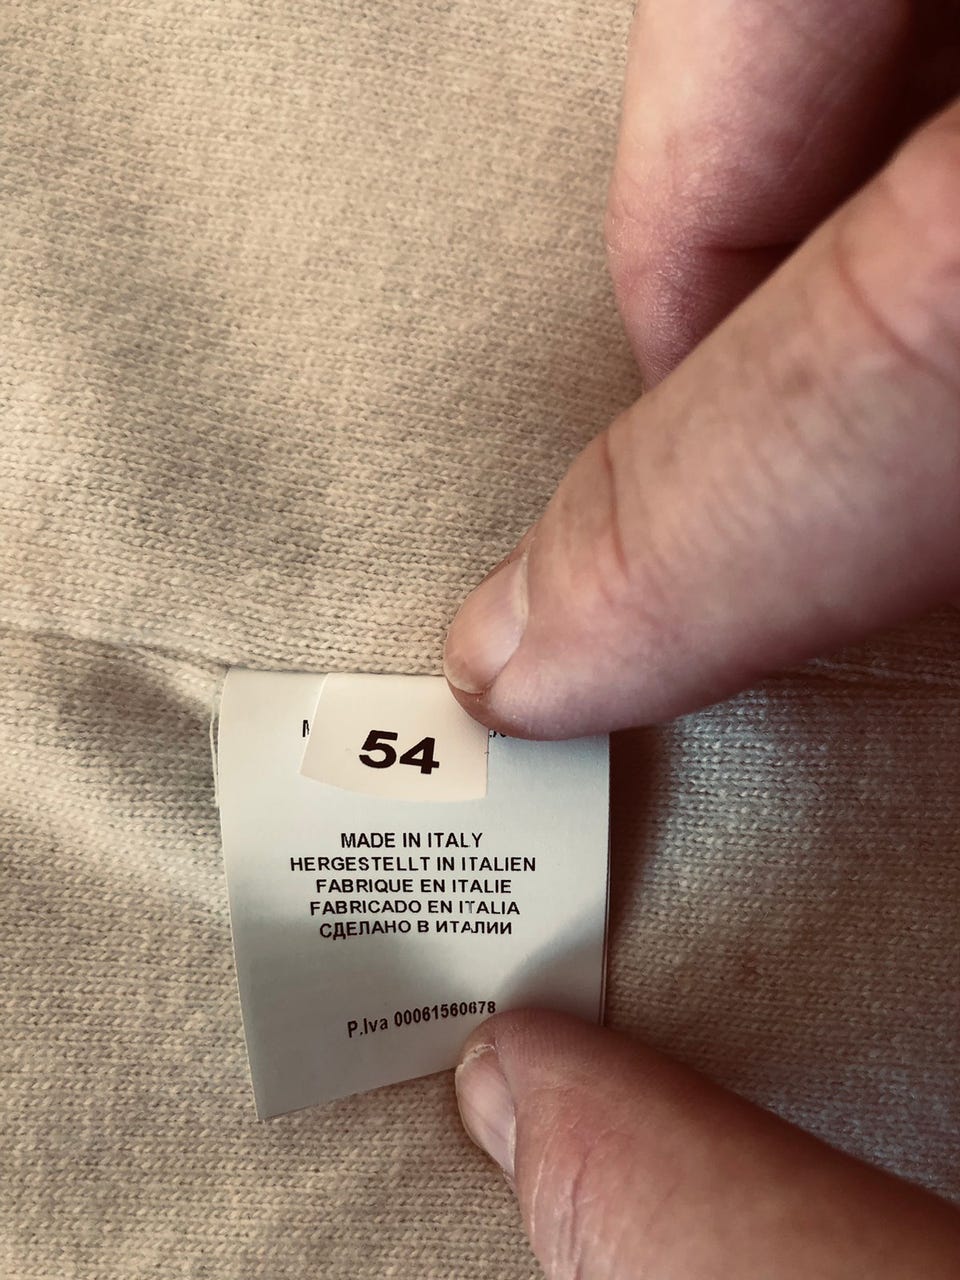 54
MADE IN ITALY
HERGESTELLT IN ITALIEN
FABRIQUE EN ITALIE
FABRICADO EN ITALIA
СДЕЛАНО В ИТАЛИИ
P.Iva 00061560678